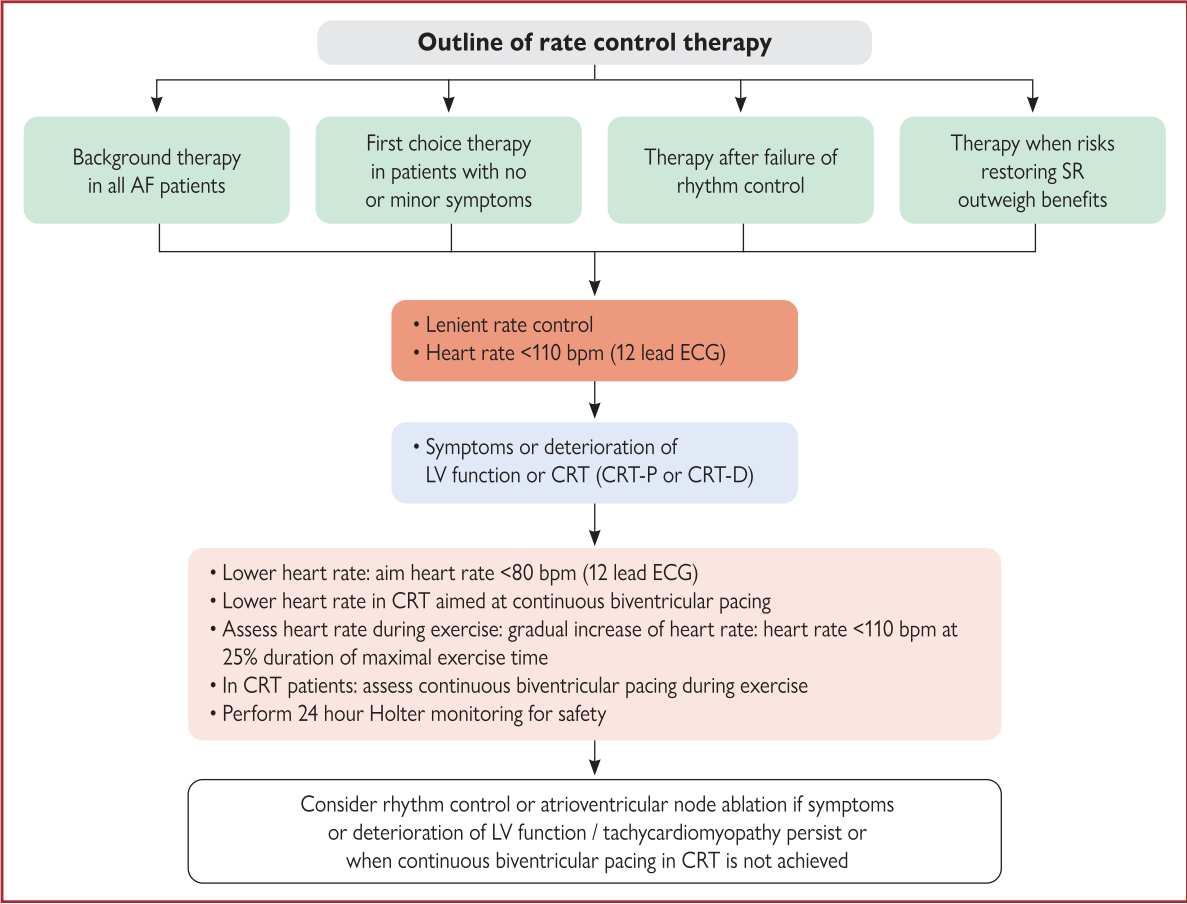 Outline of rate control therapy
Background therapy
in all AF patients
First choice therapy
in patients with no
or minor symptoms
Therapy after failure of
rhythm control
Therapy when risks
restoring SR
outweigh benefits
• Lenient rate control
• Heart rate <110 bpm (12 lead ECG)
• Symptoms or deterioration of
LV function or CRT (CRT-P or CRT-D)
• Lower heart rate: aim heart rate <80 bpm (12 lead ECG)
• Lower heart rate in CRT aimed at continuous biventricular pacing
• Assess heart rate during exercise: gradual increase of heart rate: heart rate <110 bpm at
25% duration of maximal exercise time
• In CRT patients: assess continuous biventricular pacing during exercise
• Perform 24 hour Holter monitoring for safety
Consider rhythm control or atrioventricular node ablation if symptoms
or deterioration of LV function / tachycardiomyopathy persist or
when continuous biventricular pacing in CRT is not achieved